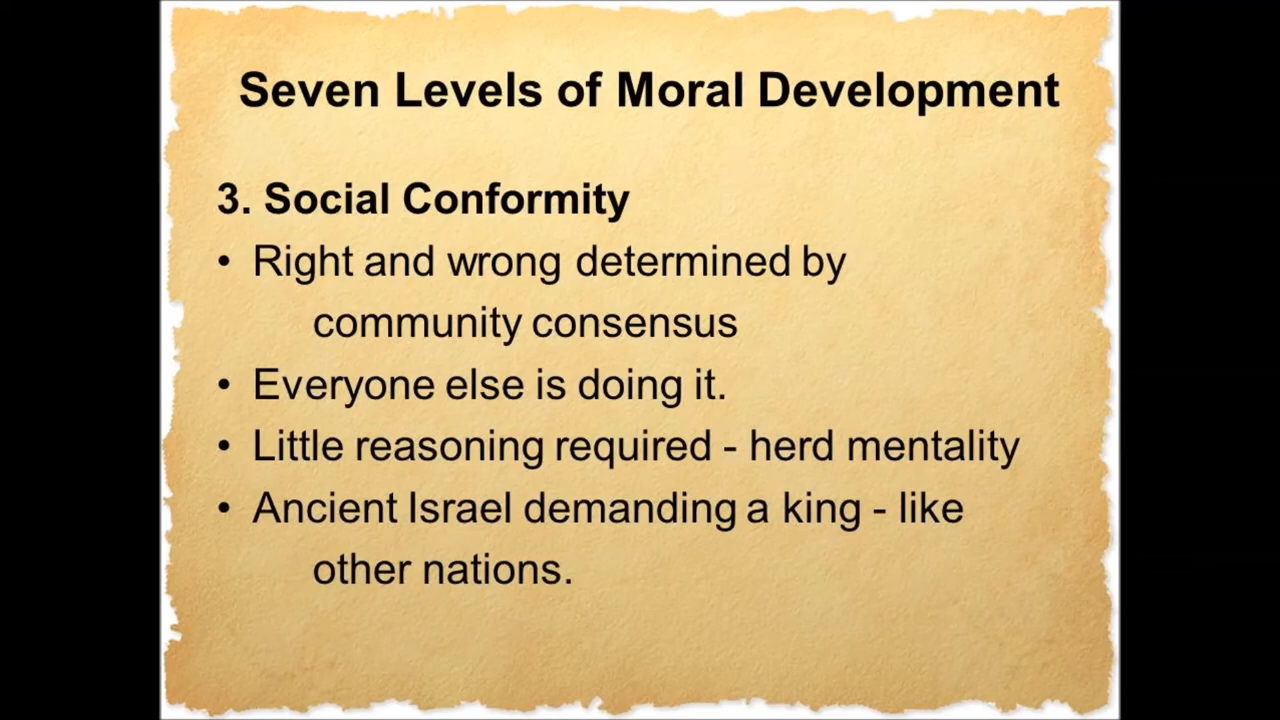 Seven Levels of Moral Development
3. Social Conformity
• Right and wrong determined by
community consensus
• Everyone else is doing it.
• Little reasoning required - herd mentality
• Ancient Israel demanding a king - like
other nations.